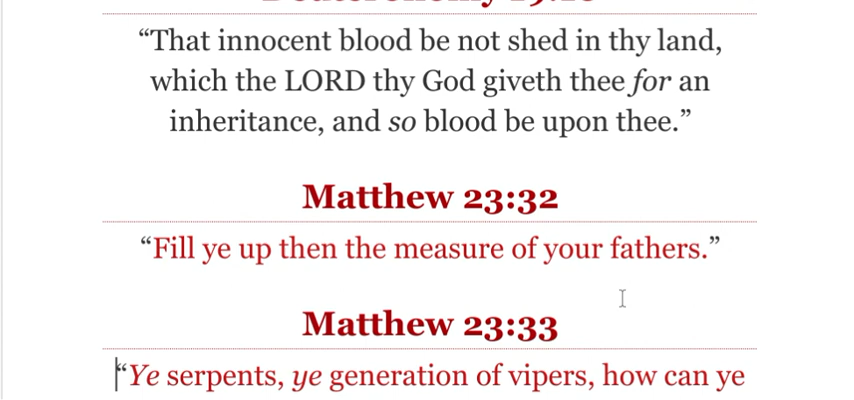 “That innocent blood be not shed in thy land,
which the LORD thy God giveth thee for an
inheritance, and so blood be upon thee.”
Matthew 23:32
“Fill ye up then the measure of your fathers.”
Matthew 23:33
“Ye serpents, ye generation of vipers, how can ye